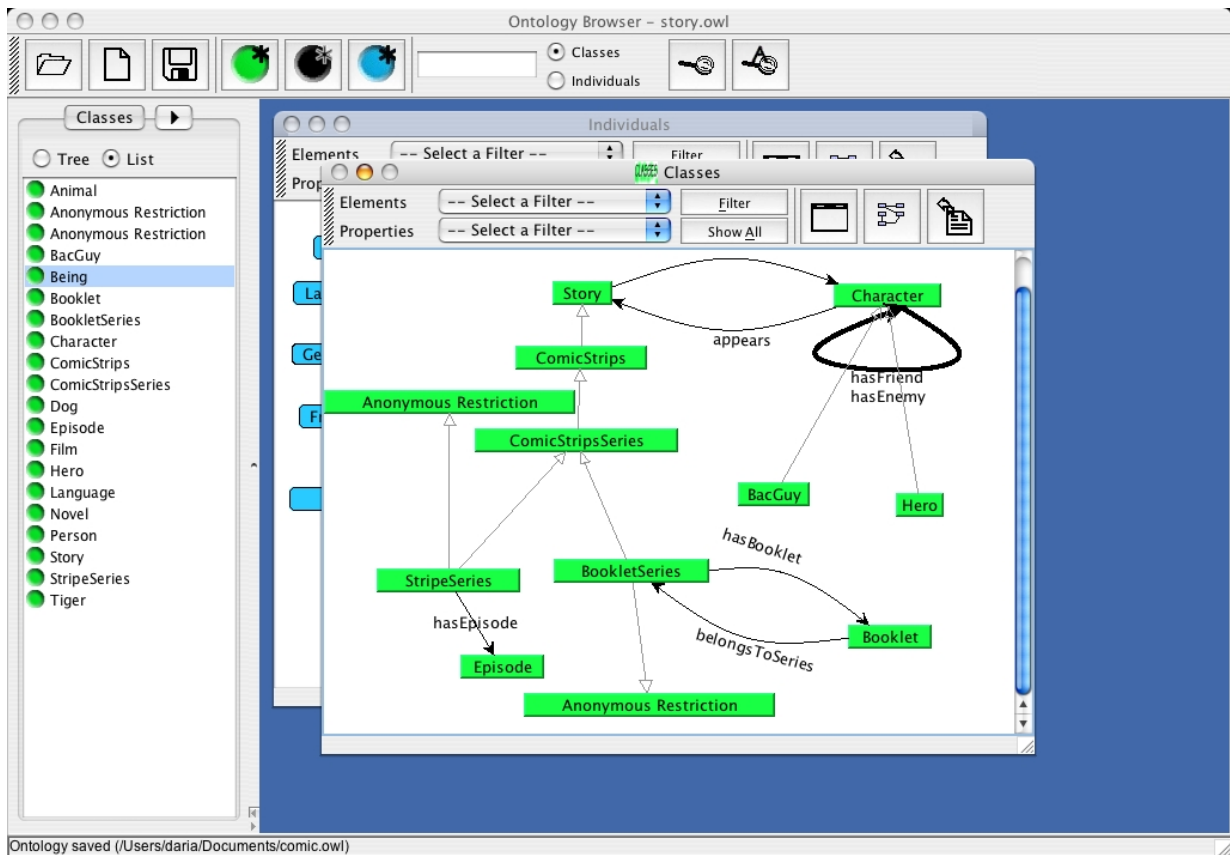 Ontology Browser – story.owl
Classes
Individuals
Classes
Tree
List
Animal
Anonymous Restriction
Anonymous Restriction
BacGuy
Being
Booklet
BookletSeries
Character
ComicStrips
ComicStripsSeries
Dog
Episode
Film
Hero
Language
Novel
Person
Story
StripeSeries
Tiger
Individuals
Elements
-- Select a Filter --
Filter
Classes
Elements
-- Select a Filter --
Filter
Properties
-- Select a Filter --
Show All
Story
Character
appears
ComicStrips
hasFriend
hasEnemy
Anonymous Restriction
ComicStripsSeries
BacGuy
Hero
hasBooklet
BookletSeries
StripeSeries
hasEpisode
Booklet
belongsToSeries
Episode
Anonymous Restriction
Ontology saved (/Users/daria/Documents/comic.owl)